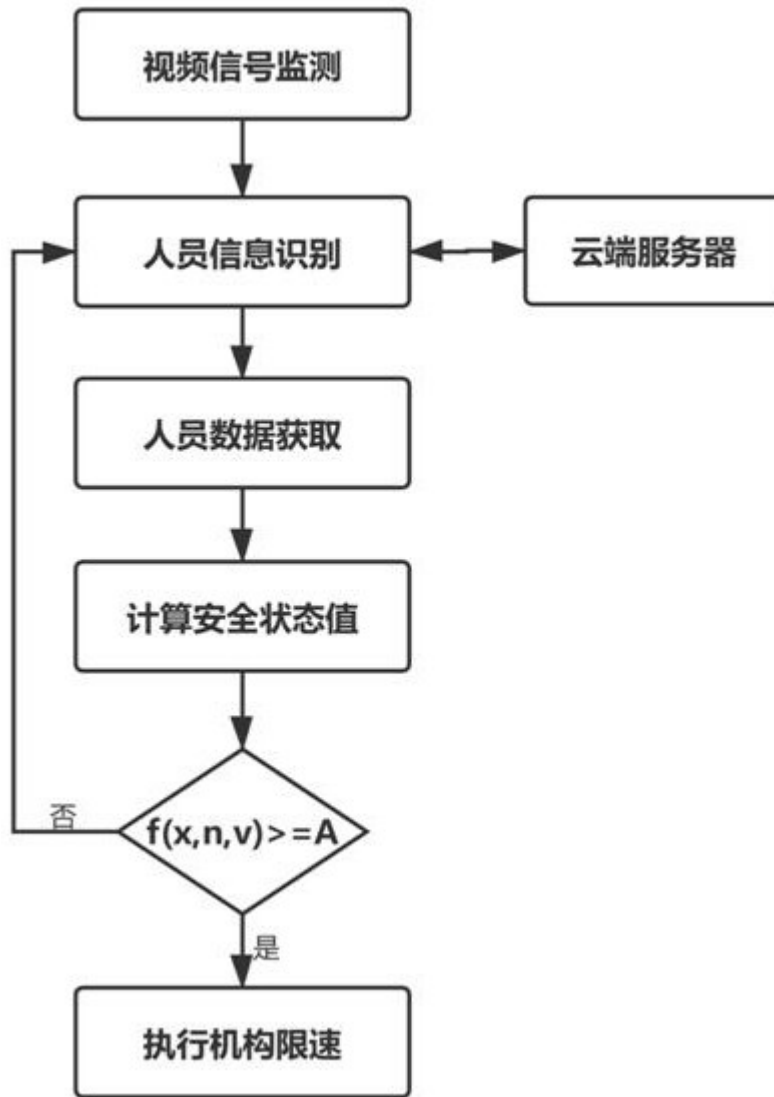 视频信号监测
人员信息识别
云端服务器
人员数据获取
计算安全状态值
否
f(x,n,v)>=A
是
执行机构限速